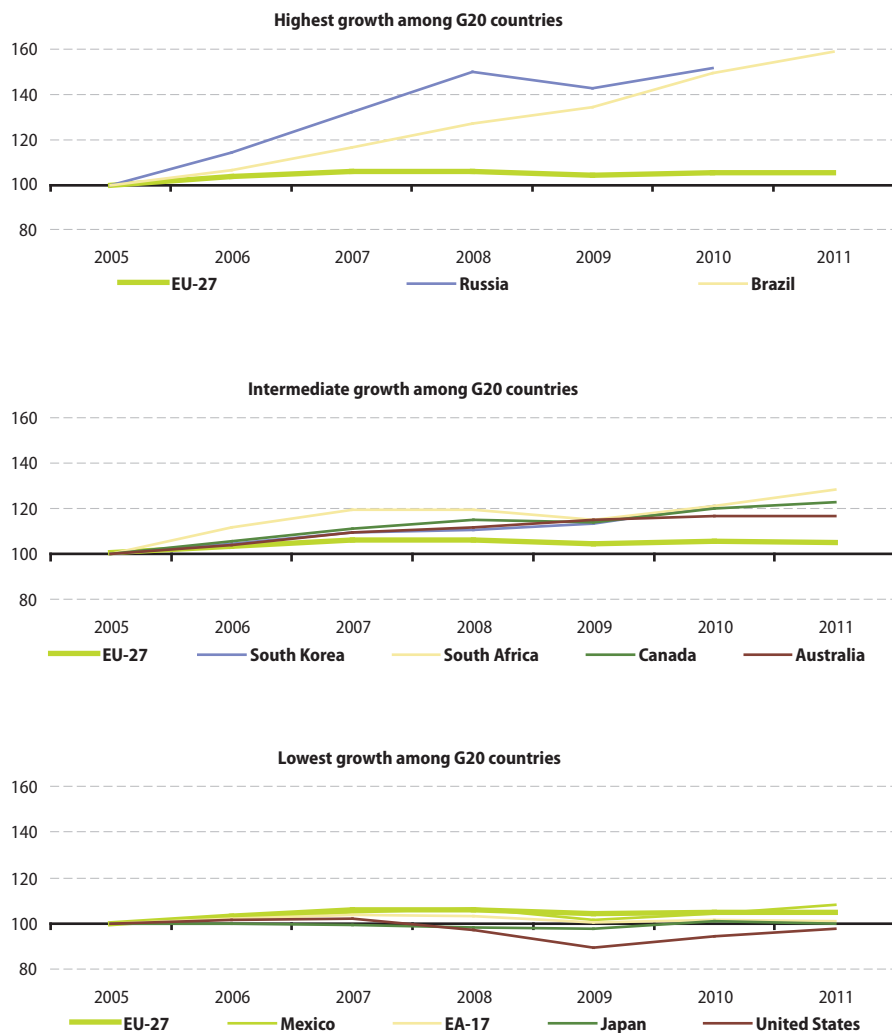 Highest growth among G20 countries
160
140
120
100
80
2005 2006 2007 2008 2009 2010 2011
EU-27 Russia Brazil
Intermediate growth among G20 countries
160
140
120
100
80
2005 2006 2007 2008 2009 2010 2011
EU-27 South Korea South Africa Canada Australia
Lowest growth among G20 countries
160
140
120
100
80
2005 2006 2007 2008 2009 2010 2011
EU-27 Mexico EA-17 Japan United States